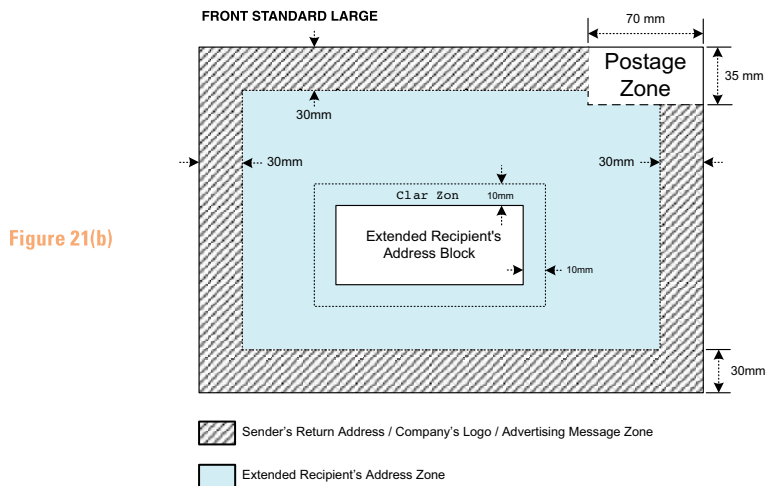 FRONT STANDARD LARGE
70 mm
Postage
Zone
35 mm
30mm
30mm
30mm
Clar Zon
10mm
Extended Recipient's
Address Block
10mm
Figure 21(b)
30mm
Sender's Return Address / Company's Logo / Advertising Message Zone
Extended Recipient's Address Zone